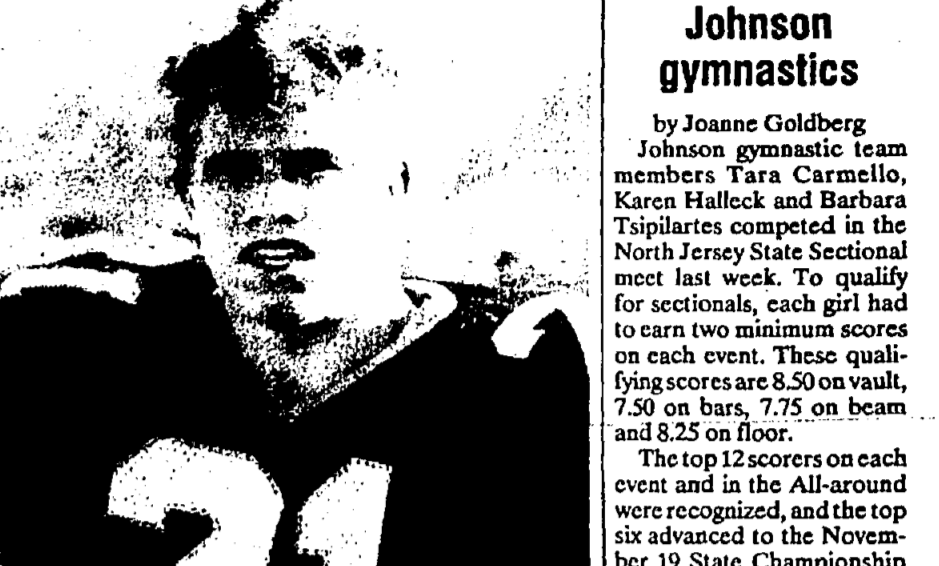 Johnson
gymnastics
by Joanne Goldberg
Johnson gymnastic team
members Tara Carmello,
Karen Halleck and Barbara
Tsipilartes competed in the
North Jersey State Sectional
meet last week. To qualify
for sectionals, each girl had
to earn two minimum scores
on each event. These quali-
fying scores are 8.50 on vault,
7.50 on bars, 7.75 on beam
and 8.25 on floor.
The top 12 scorers on each
event and in the All-around
were recognized, and the top
six advanced to the Novem-
ber 19 State Championship